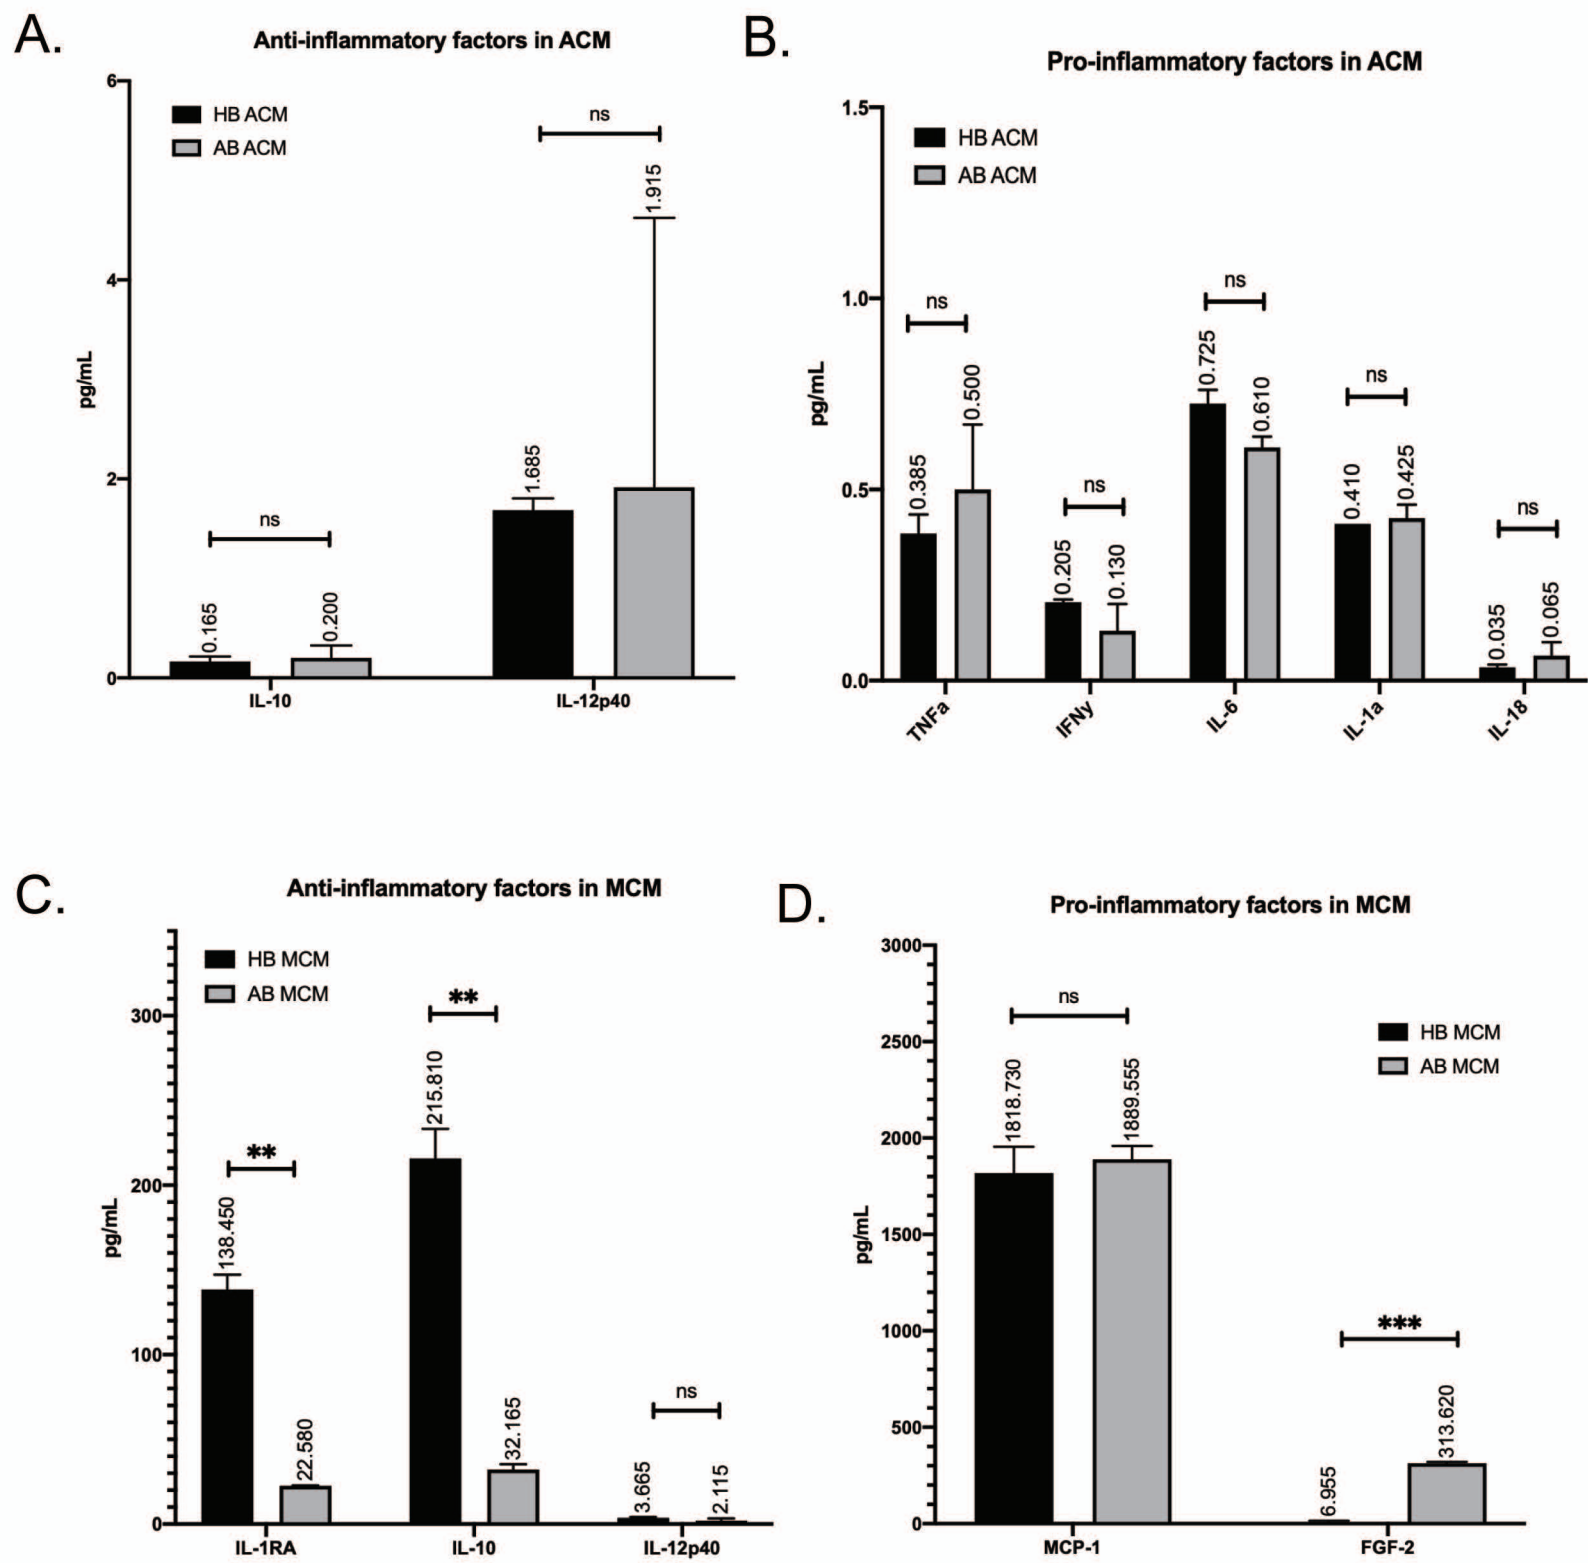 A.
Anti-inflammatory factors in ACM
6
4
2
0
pg/mL
HB ACM
AB ACM
ns
ns
0.165
0.200
1.685
1.915
IL-10
IL-12p40
B.
Pro-inflammatory factors in ACM
1.5
1.0
0.5
0.0
pg/mL
HB ACM
AB ACM
ns
ns
ns
ns
ns
0.385
0.500
0.205
0.130
0.725
0.610
0.410
0.425
0.035
0.065
TNFa
IFNy
IL-6
IL-1a
IL-18
C.
Anti-inflammatory factors in MCM
300
200
100
0
pg/mL
HB MCM
AB MCM
**
**
ns
138.450
22.580
215.810
32.165
3.665
2.115
IL-1RA
IL-10
IL-12p40
D.
Pro-inflammatory factors in MCM
3000
2500
2000
1500
1000
500
0
pg/mL
HB MCM
AB MCM
ns
***
1818.730
1889.555
6.955
313.620
MCP-1
FGF-2